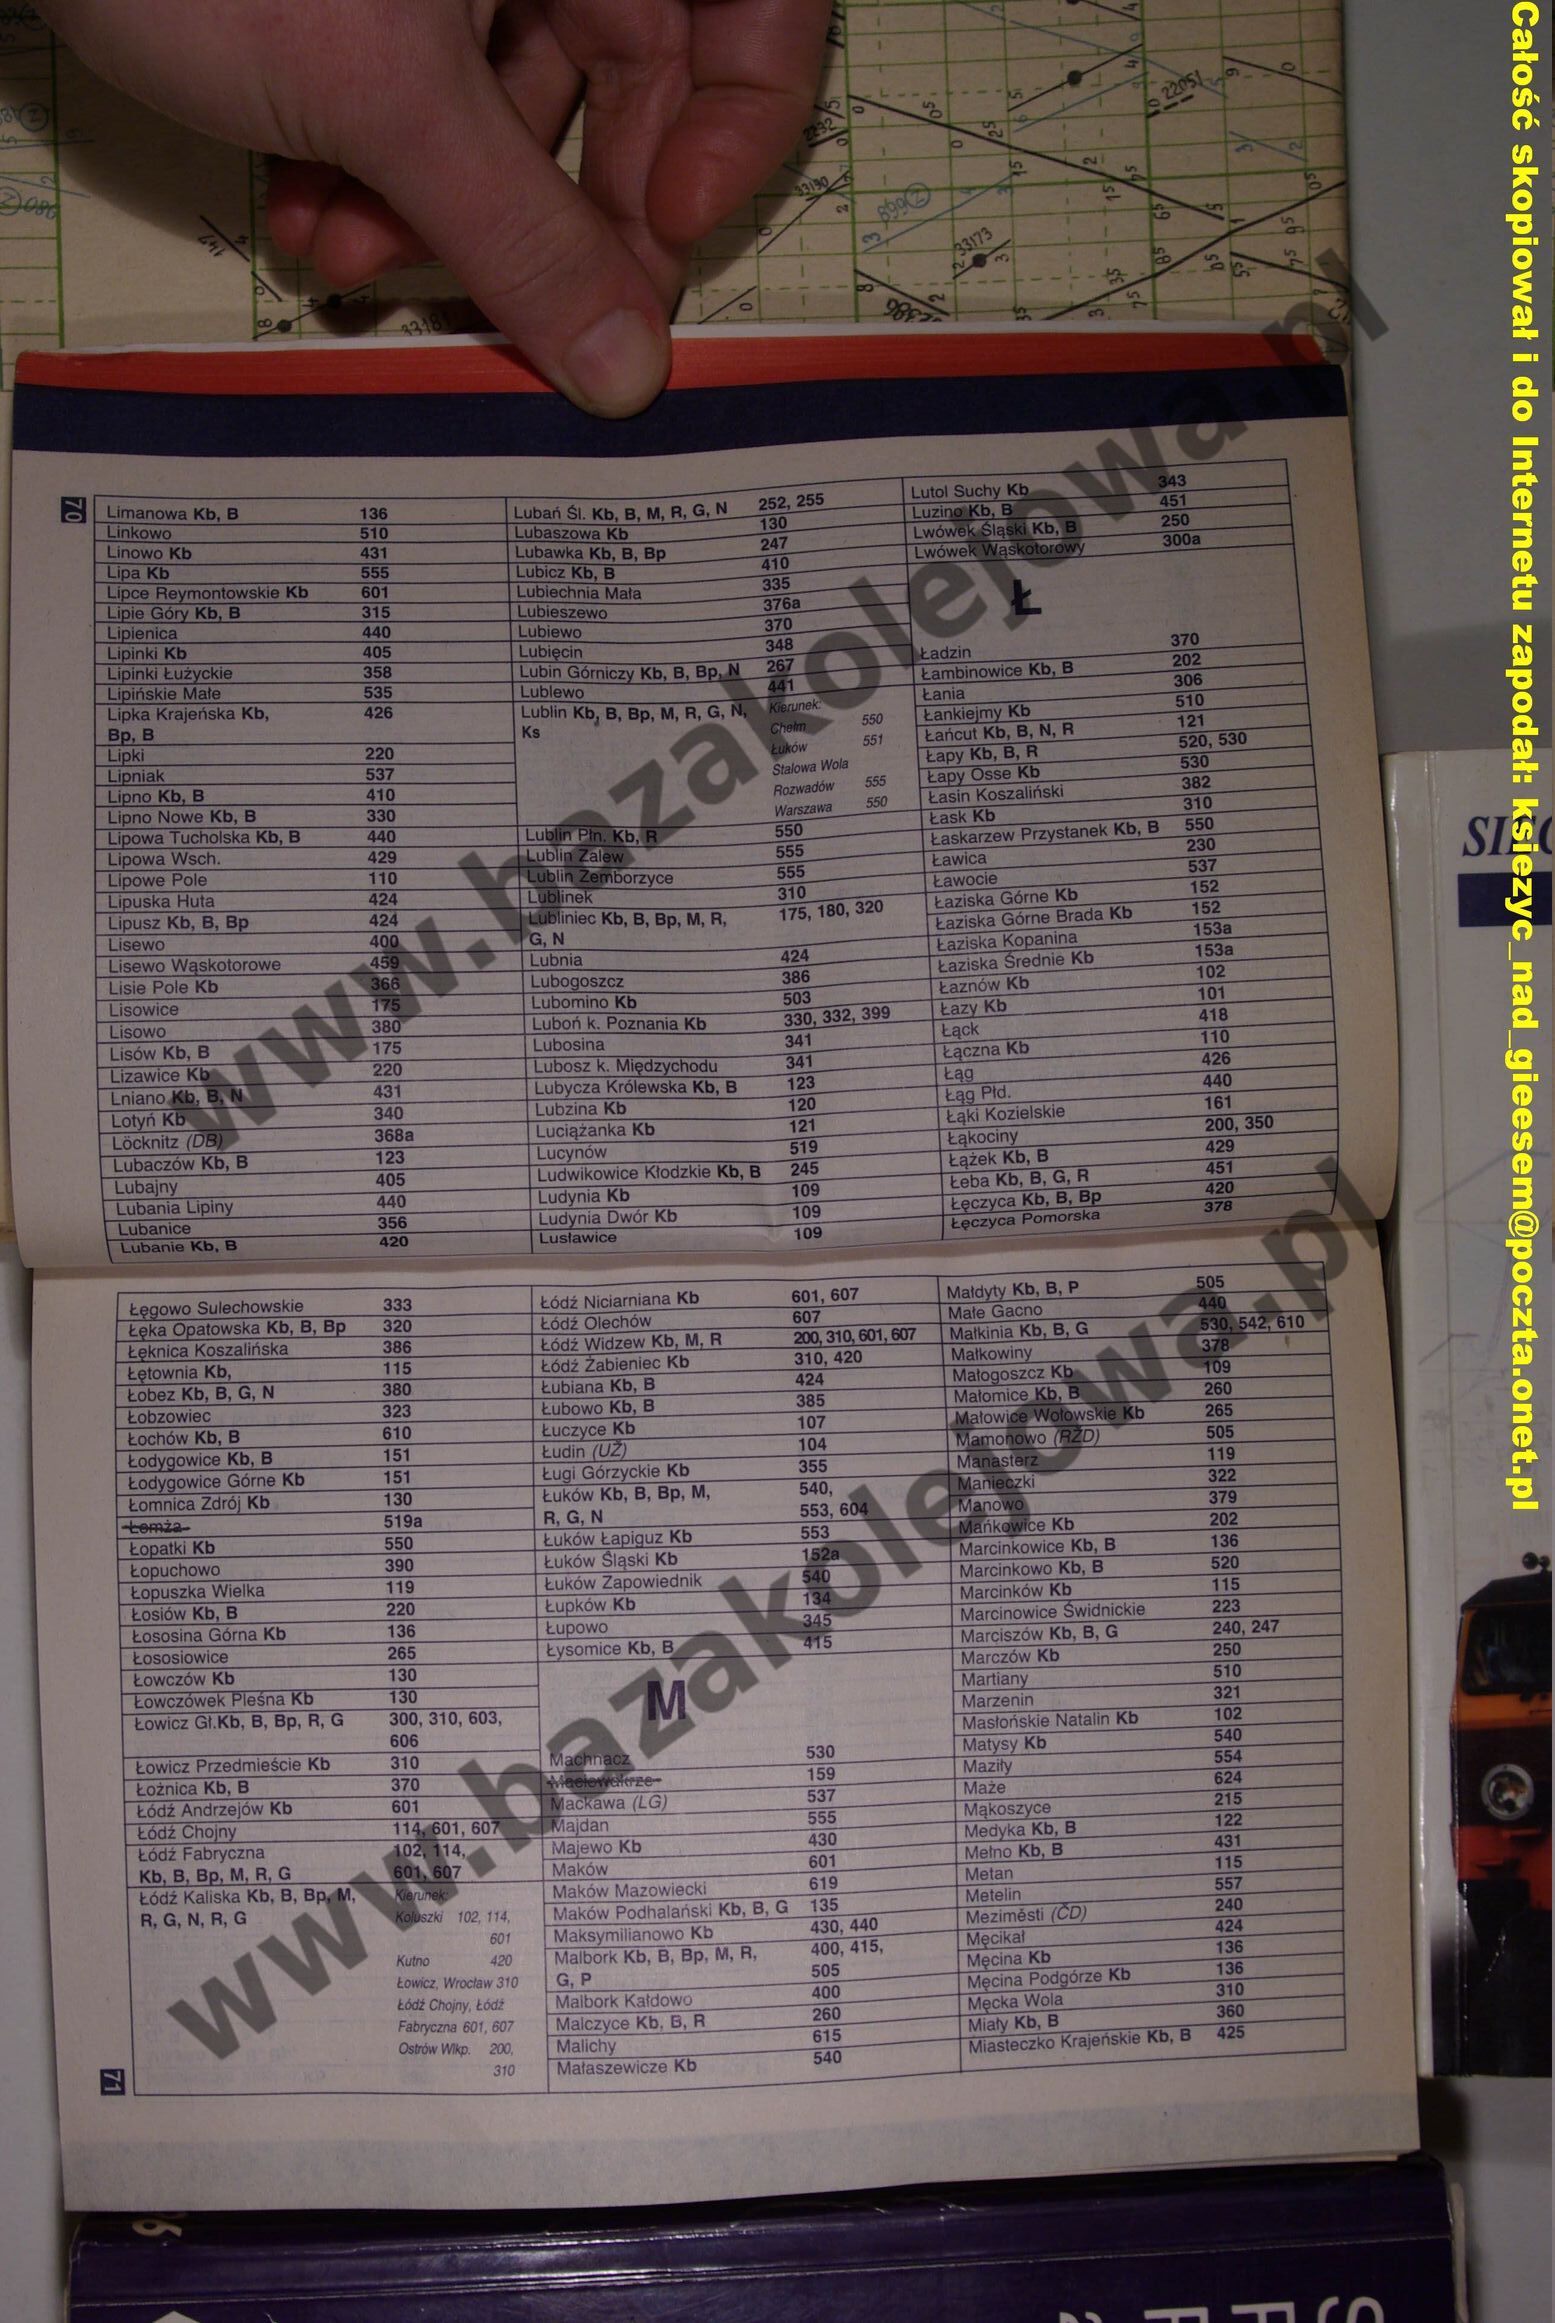 70
Limanowa Kb, B 136
Linkowo 510
Linowo Kb 431
Lipa Kb 555
Lipce Reymontowskie Kb 601
Lipie Góry Kb, B 315
Lipienica 440
Lipinki Kb 405
Lipinki Łużyckie 358
Lipińskie Małe 535
Lipka Krajeńska Kb, 426
Bp, B
Lipki 220
Lipniak 537
Lipno Kb, B 410
Lipno Nowe Kb, B 330
Lipowa Tucholska Kb, B 440
Lipowa Wsch. 429
Lipowe Pole 110
Lipuska Huta 424
Lipusz Kb, B, Bp 424
Lisewo 400
Lisewo Wąskotorowe 459
Lisie Pole Kb 366
Lisowice 175
Lisowo 380
Lisów Kb, B 175
Lizawice Kb 220
Lniano Kb, B, N 431
Lotyń Kb 340
Löcknitz (DB) 368a
Lubaczów Kb, B 123
Lubajny 405
Lubania Lipiny 440
Lubanice 356
Lubanie Kb, B 420
Lubań Śl. Kb, B, M, R, G, N 252, 255
Lubaszowa Kb 130
Lubawka Kb, B, Bp 247
Lubicz Kb, B 410
Lubiechnia Mała 335
Lubieszewo 376a
Lubiewo 370
Lubięcin 348
Lubin Górniczy Kb, B, Bp, N 267
Lublewo 441
Lublin Kb, B, Bp, M, R, G, N, Kierunek:
Ks Chełm 550
Łuków 551
Stalowa Wola
Rozwadów 555
Warszawa 550
Lublin Płn. Kb, R 550
Lublin Zalew 555
Lublin Zemborzyce 555
Lublinek 310
Lubliniec Kb, B, Bp, M, R, 175, 180, 320
G, N
Lubnia 424
Lubogoszcz 386
Lubomino Kb 503
Luboń k. Poznania Kb 330, 332, 399
Lubosina 341
Lubosz k. Międzychodu 341
Lubycza Królewska Kb, B 123
Lubzina Kb 120
Luciążanka Kb 121
Lucynów 519
Ludwikowice Kłodzkie Kb, B 245
Ludynia Kb 109
Ludynia Dwór Kb 109
Lusławice 109
Lutol Suchy Kb 343
Luzino Kb, B 451
Lwówek Śląski Kb, B 250
Lwówek Wąskotorowy 300a
Ł
Ładzin 370
Łambinowice Kb, B 202
Łania 306
Łankiejmy Kb 510
Łańcut Kb, B, N, R 121
Łapy Kb, B, R 520, 530
Łapy Osse Kb 530
Łasin Koszaliński 382
Łask Kb 310
Łaskarzew Przystanek Kb, B 550
Ławica 230
Ławocie 537
Łaziska Górne Kb 152
Łaziska Górne Brada Kb 152
Łaziska Kopanina 153a
Łaziska Średnie Kb 153a
Łaznów Kb 102
Łazy Kb 101
Łąck 418
Łączna Kb 110
Łąg 426
Łąg Płd. 440
Łąki Kozielskie 161
Łąkociny 200, 350
Łążek Kb, B 429
Łeba Kb, B, G, R 451
Łęczyca Kb, B, Bp 420
Łęczyca Pomorska 378
Łęgowo Sulechowskie 333
Łęka Opatowska Kb, B, Bp 320
Łęknica Koszalińska 386
Łętownia Kb, 115
Łobez Kb, B, G, N 380
Łobzowiec 323
Łochów Kb, B 610
Łodygowice Kb, B 151
Łodygowice Górne Kb 151
Łomnica Zdrój Kb 130
Łomża 519a
Łopatki Kb 550
Łopuchowo 390
Łopuszka Wielka 119
Łosiów Kb, B 220
Łososina Górna Kb 136
Łososiowice 265
Łowczów Kb 130
Łowczówek Pleśna Kb 130
Łowicz Gł.Kb, B, Bp, R, G 300, 310, 603,
606
Łowicz Przedmieście Kb 310
Łożnica Kb, B 370
Łódź Andrzejów Kb 601
Łódź Chojny 114, 601, 607
Łódź Fabryczna 102, 114,
Kb, B, Bp, M, R, G 601, 607
Łódź Kaliska Kb, B, Bp, M, Kierunek:
R, G, N, R, G Koluszki 102, 114,
601
Kutno 420
Łowicz, Wrocław 310
Łódź Chojny, Łódź
Fabryczna 601, 607
Ostrów Wlkp. 200,
310
Łódź Niciarniana Kb 601, 607
Łódź Olechów 607
Łódź Widzew Kb, M, R 200, 310, 601, 607
Łódź Żabieniec Kb 310, 420
Łubiana Kb, B 424
Łubowo Kb, B 385
Łuczyce Kb 107
Łudin (UŽ) 104
Ługi Górzyckie Kb 355
Łuków Kb, B, Bp, M, 540,
R, G, N 553, 604
Łuków Łapiguz Kb 553
Łuków Śląski Kb 152a
Łuków Zapowiednik 540
Łupków Kb 134
Łupowo 345
Łysomice Kb, B 415
M
Machnacz 530
Maciowakrze 159
Mackawa (LG) 537
Majdan 555
Majewo Kb 430
Maków 601
Maków Mazowiecki 619
Maków Podhalański Kb, B, G 135
Maksymilianowo Kb 430, 440
Malbork Kb, B, Bp, M, R, 400, 415,
G, P 505
Malbork Kałdowo 400
Malczyce Kb, B, R 260
Malichy 615
Małaszewicze Kb 540
Małdyty Kb, B, P 505
Małe Gacno 440
Małkinia Kb, B, G 530, 542, 610
Małkowiny 378
Małogoszcz Kb 109
Małomice Kb, B 260
Małowice Wołowskie Kb 265
Mamonowo (RŽD) 505
Manasterz 119
Manieczki 322
Manowo 379
Mańkowice Kb 202
Marcinkowice Kb, B 136
Marcinkowo Kb, B 520
Marcinków Kb 115
Marcinowice Świdnickie 223
Marciszów Kb, B, G 240, 247
Marczów Kb 250
Martiany 510
Marzenin 321
Masłońskie Natalin Kb 102
Matysy Kb 540
Maziły 554
Maże 624
Mąkoszyce 215
Medyka Kb, B 122
Mełno Kb, B 431
Metan 115
Metelin 557
Meziměsti (ČD) 240
Męcikał 424
Męcina Kb 136
Męcina Podgórze Kb 136
Męcka Wola 310
Miały Kb, B 360
Miasteczko Krajeńskie Kb, B 425
71
www.bazakolejowa.pl
www.bazakolejowa.pl
Całość skopiował i do Internetu zapodał: ksiezyc_nad_gieesem@poczta.onet.pl